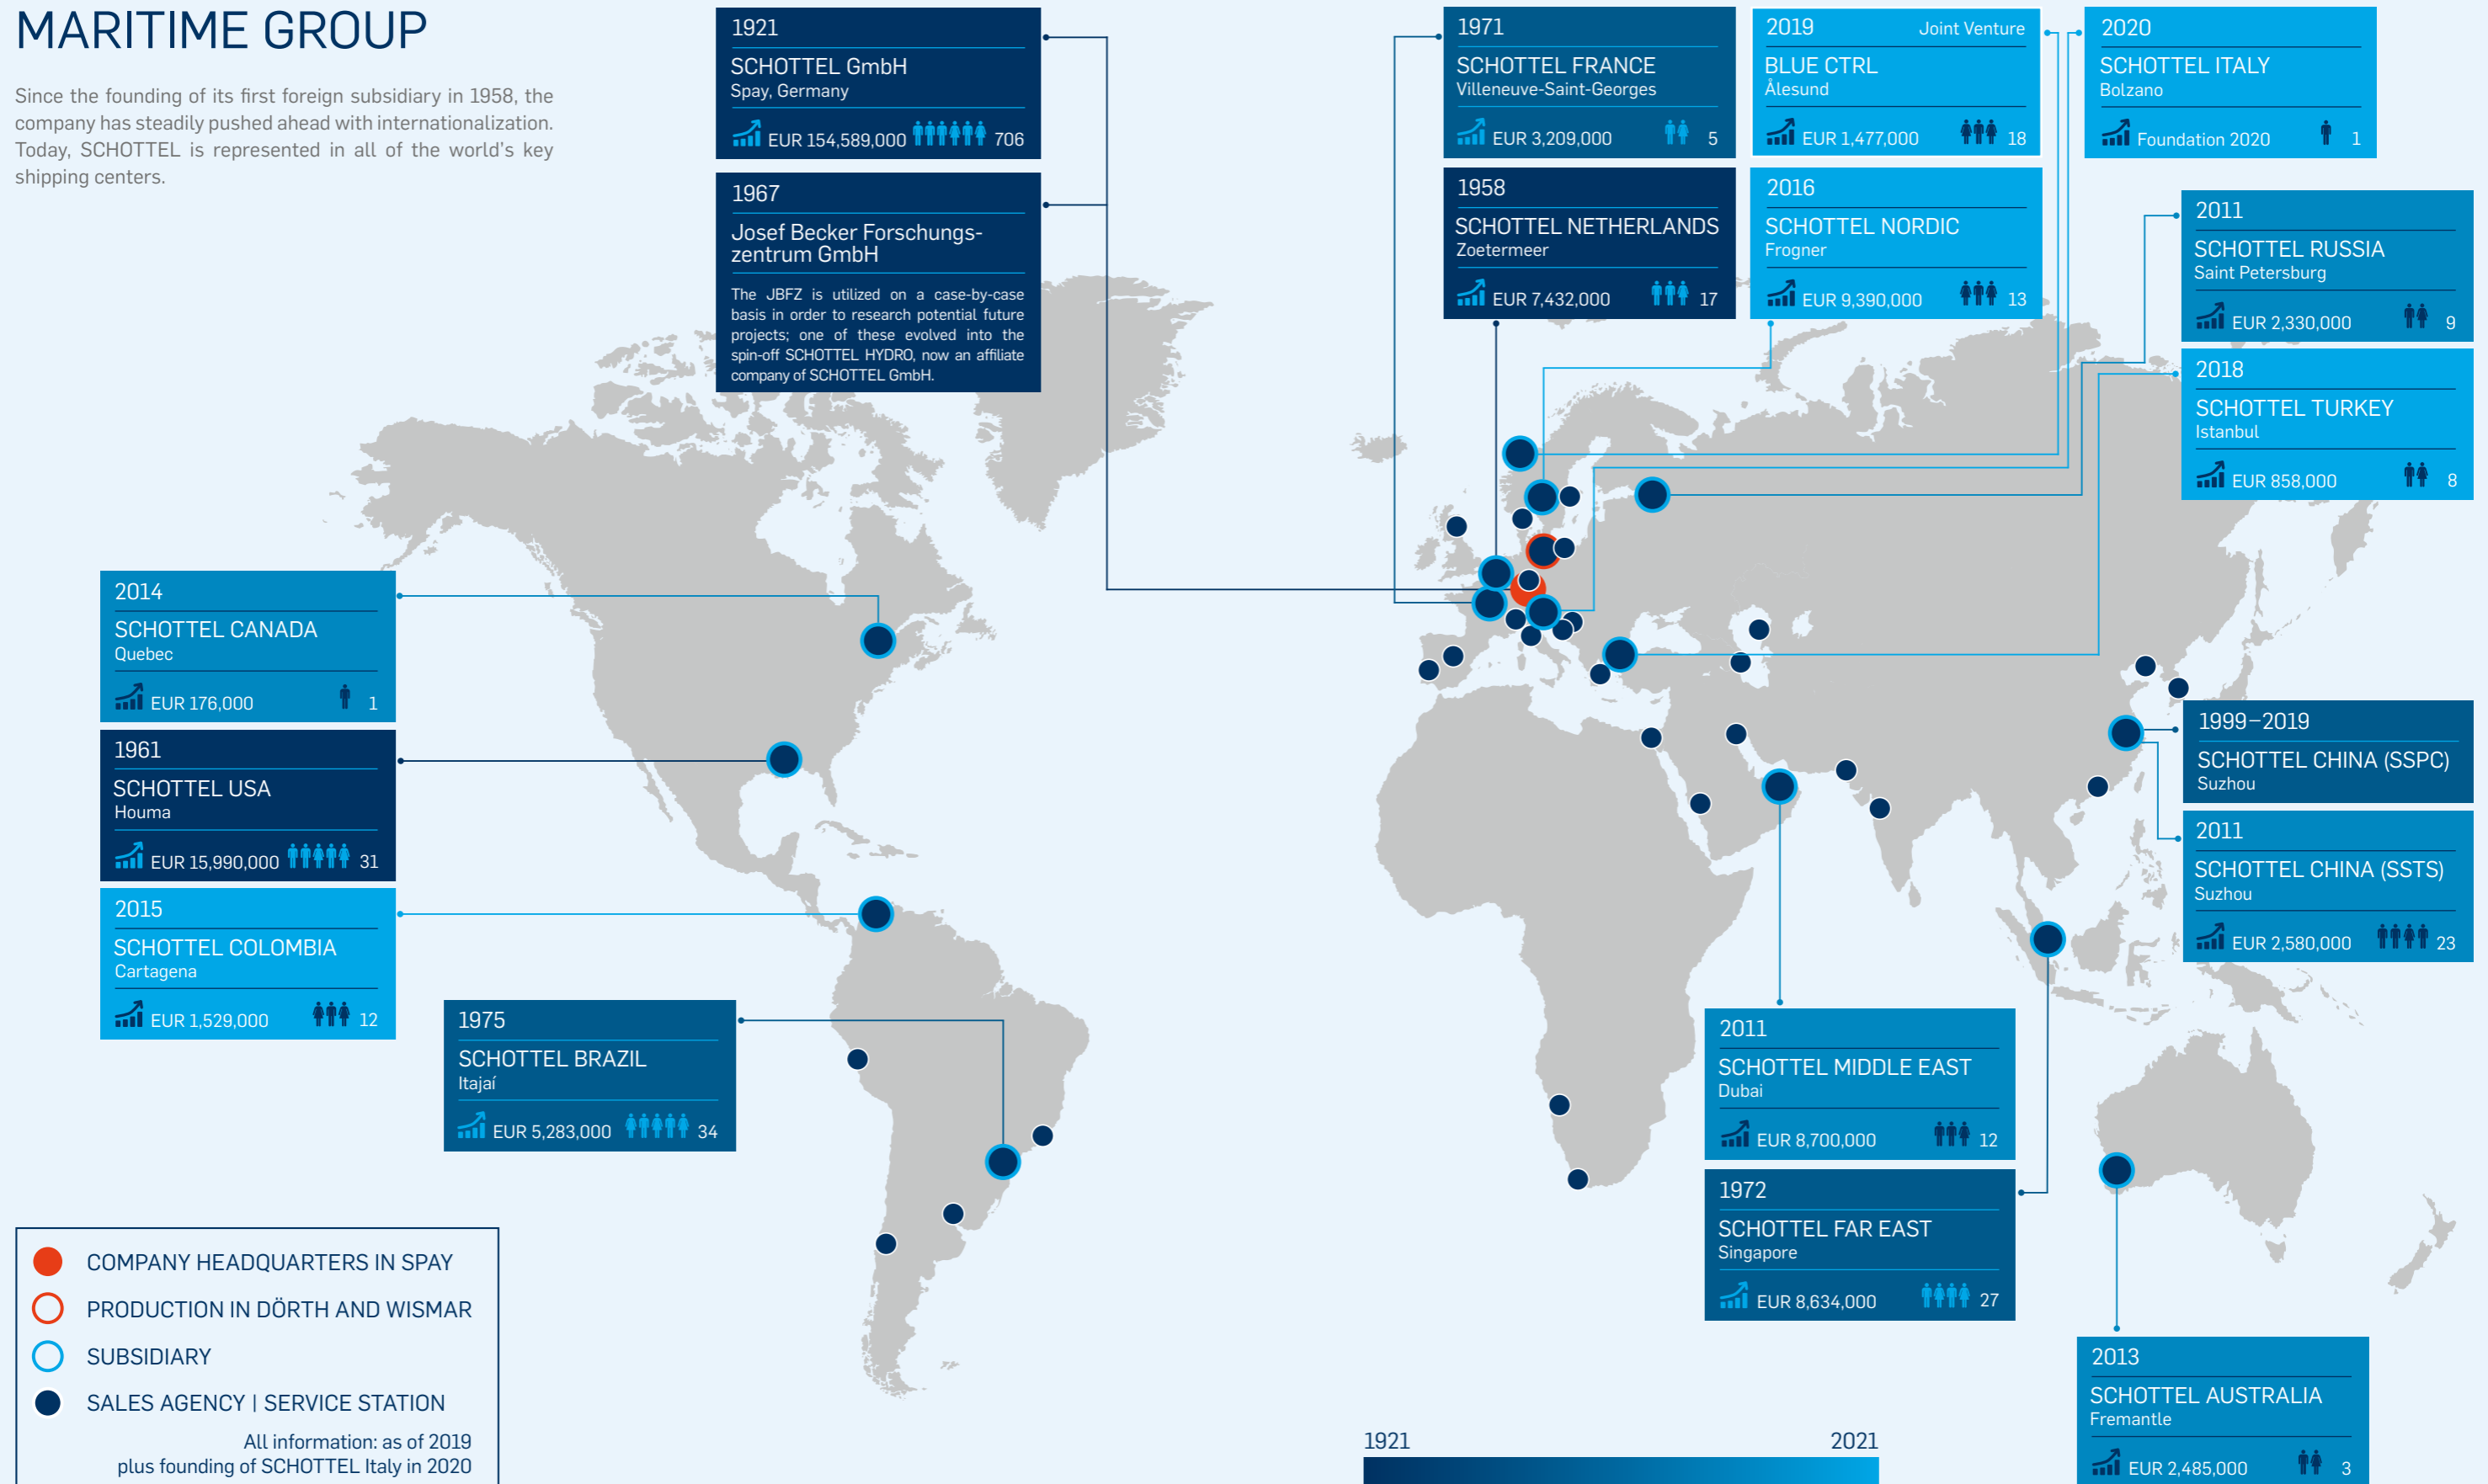 MARITIME GROUP
Since the founding of its first foreign subsidiary in 1958, the
company has steadily pushed ahead with internationalization.
Today, SCHOTTEL is represented in all of the world's key
shipping centers.
1921
SCHOTTEL GmbH
Spay, Germany
EUR 154,589,000 706
1967
Josef Becker Forschungs-
zentrum GmbH
The JBFZ is utilized on a case-by-case
basis in order to research potential future
projects; one of these evolved into the
spin-off SCHOTTEL HYDRO, now an affiliate
company of SCHOTTEL GmbH.
1971
SCHOTTEL FRANCE
Villeneuve-Saint-Georges
EUR 3,209,000 5
2019 Joint Venture
BLUE CTRL
Ålesund
EUR 1,477,000 18
2020
SCHOTTEL ITALY
Bolzano
Foundation 2020 1
1958
SCHOTTEL NETHERLANDS
Zoetermeer
EUR 7,432,000 17
2016
SCHOTTEL NORDIC
Frogner
EUR 9,390,000 13
2011
SCHOTTEL RUSSIA
Saint Petersburg
EUR 2,330,000 9
2018
SCHOTTEL TURKEY
Istanbul
EUR 858,000 8
2014
SCHOTTEL CANADA
Quebec
EUR 176,000 1
1961
SCHOTTEL USA
Houma
EUR 15,990,000 31
2015
SCHOTTEL COLOMBIA
Cartagena
EUR 1,529,000 12
1975
SCHOTTEL BRAZIL
Itajaí
EUR 5,283,000 34
1999–2019
SCHOTTEL CHINA (SSPC)
Suzhou
2011
SCHOTTEL CHINA (SSTS)
Suzhou
EUR 2,580,000 23
2011
SCHOTTEL MIDDLE EAST
Dubai
EUR 8,700,000 12
1972
SCHOTTEL FAR EAST
Singapore
EUR 8,634,000 27
2013
SCHOTTEL AUSTRALIA
Fremantle
EUR 2,485,000 3
COMPANY HEADQUARTERS IN SPAY
PRODUCTION IN DÖRTH AND WISMAR
SUBSIDIARY
SALES AGENCY | SERVICE STATION
All information: as of 2019
plus founding of SCHOTTEL Italy in 2020
1921 2021